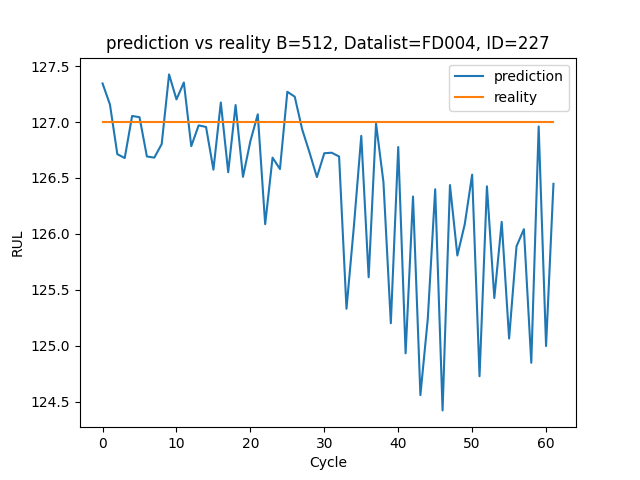 prediction vs reality B=512, Datalist=FD004, ID=227
127.5
127.0
126.5
126.0
125.5
125.0
124.5
RUL
prediction
reality
0 10 20 30 40 50 60
Cycle